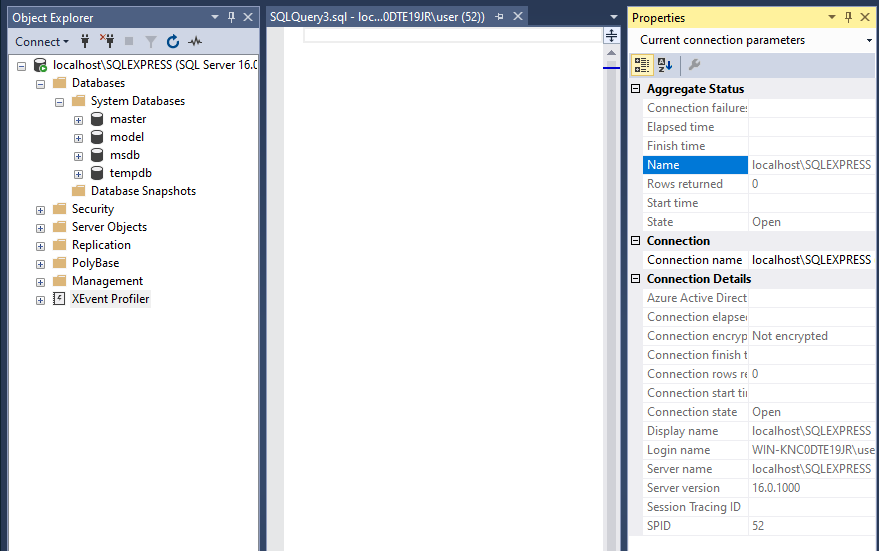 Object Explorer
Connect
localhost\SQLEXPRESS (SQL Server 16.0
Databases
System Databases
master
model
msdb
tempdb
Database Snapshots
Security
Server Objects
Replication
PolyBase
Management
XEvent Profiler
SQLQuery3.sql - loc...0DTE19JR\user (52))
Properties
Current connection parameters
Aggregate Status
Connection failures
Elapsed time
Finish time
Name localhost\SQLEXPRESS
Rows returned 0
Start time
State Open
Connection
Connection name localhost\SQLEXPRESS
Connection Details
Azure Active Direct
Connection elapsed
Connection encryp Not encrypted
Connection finish t
Connection rows re 0
Connection start tin
Connection state Open
Display name localhost\SQLEXPRESS
Login name WIN-KNC0DTE19JR\use
Server name localhost\SQLEXPRESS
Server version 16.0.1000
Session Tracing ID
SPID 52